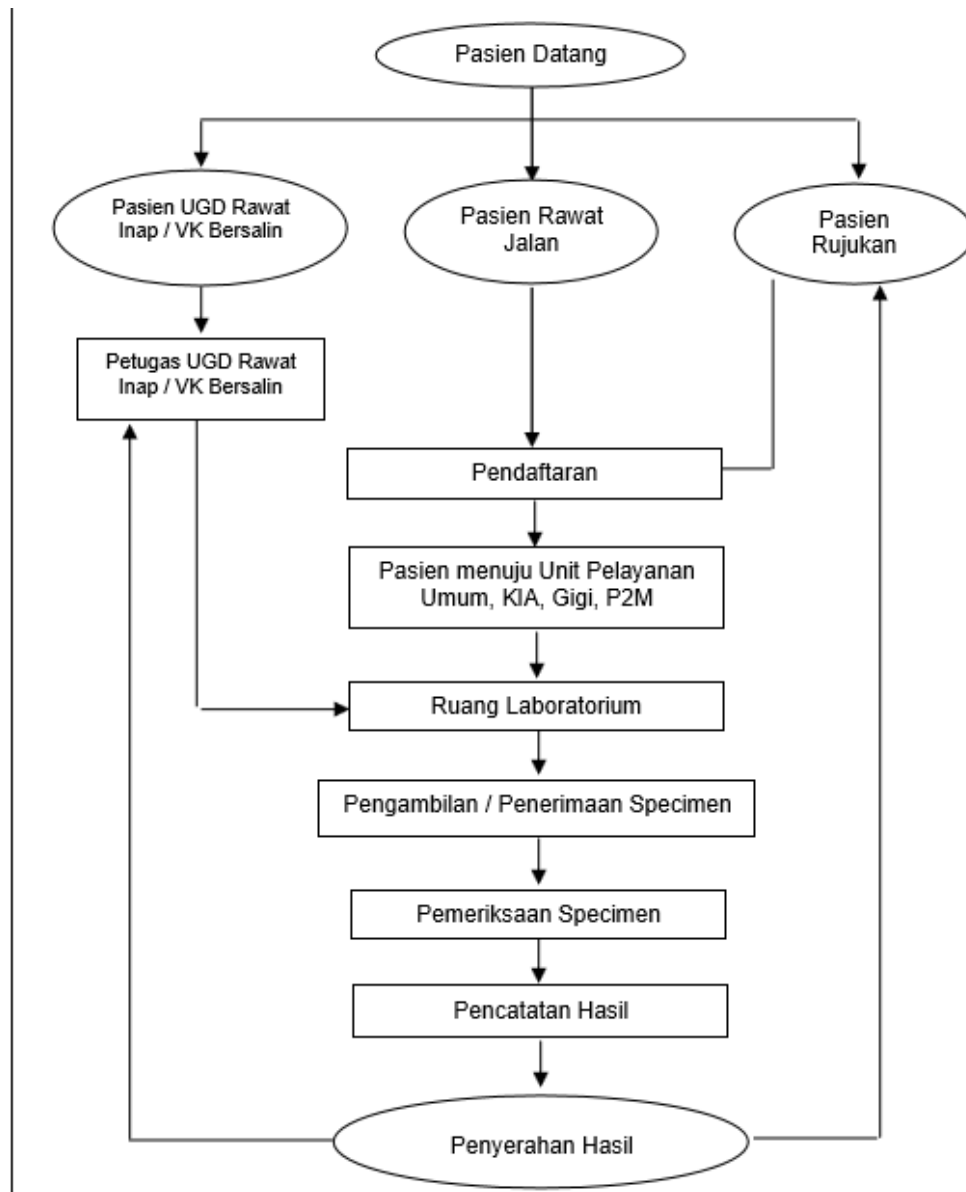 Pasien Datang
Pasien UGD Rawat
Inap / VK Bersalin
Pasien Rawat
Jalan
Pasien
Rujukan
Petugas UGD Rawat
Inap / VK Bersalin
Pendaftaran
Pasien menuju Unit Pelayanan
Umum, KIA, Gigi, P2M
Ruang Laboratorium
Pengambilan / Penerimaan Specimen
Pemeriksaan Specimen
Pencatatan Hasil
Penyerahan Hasil